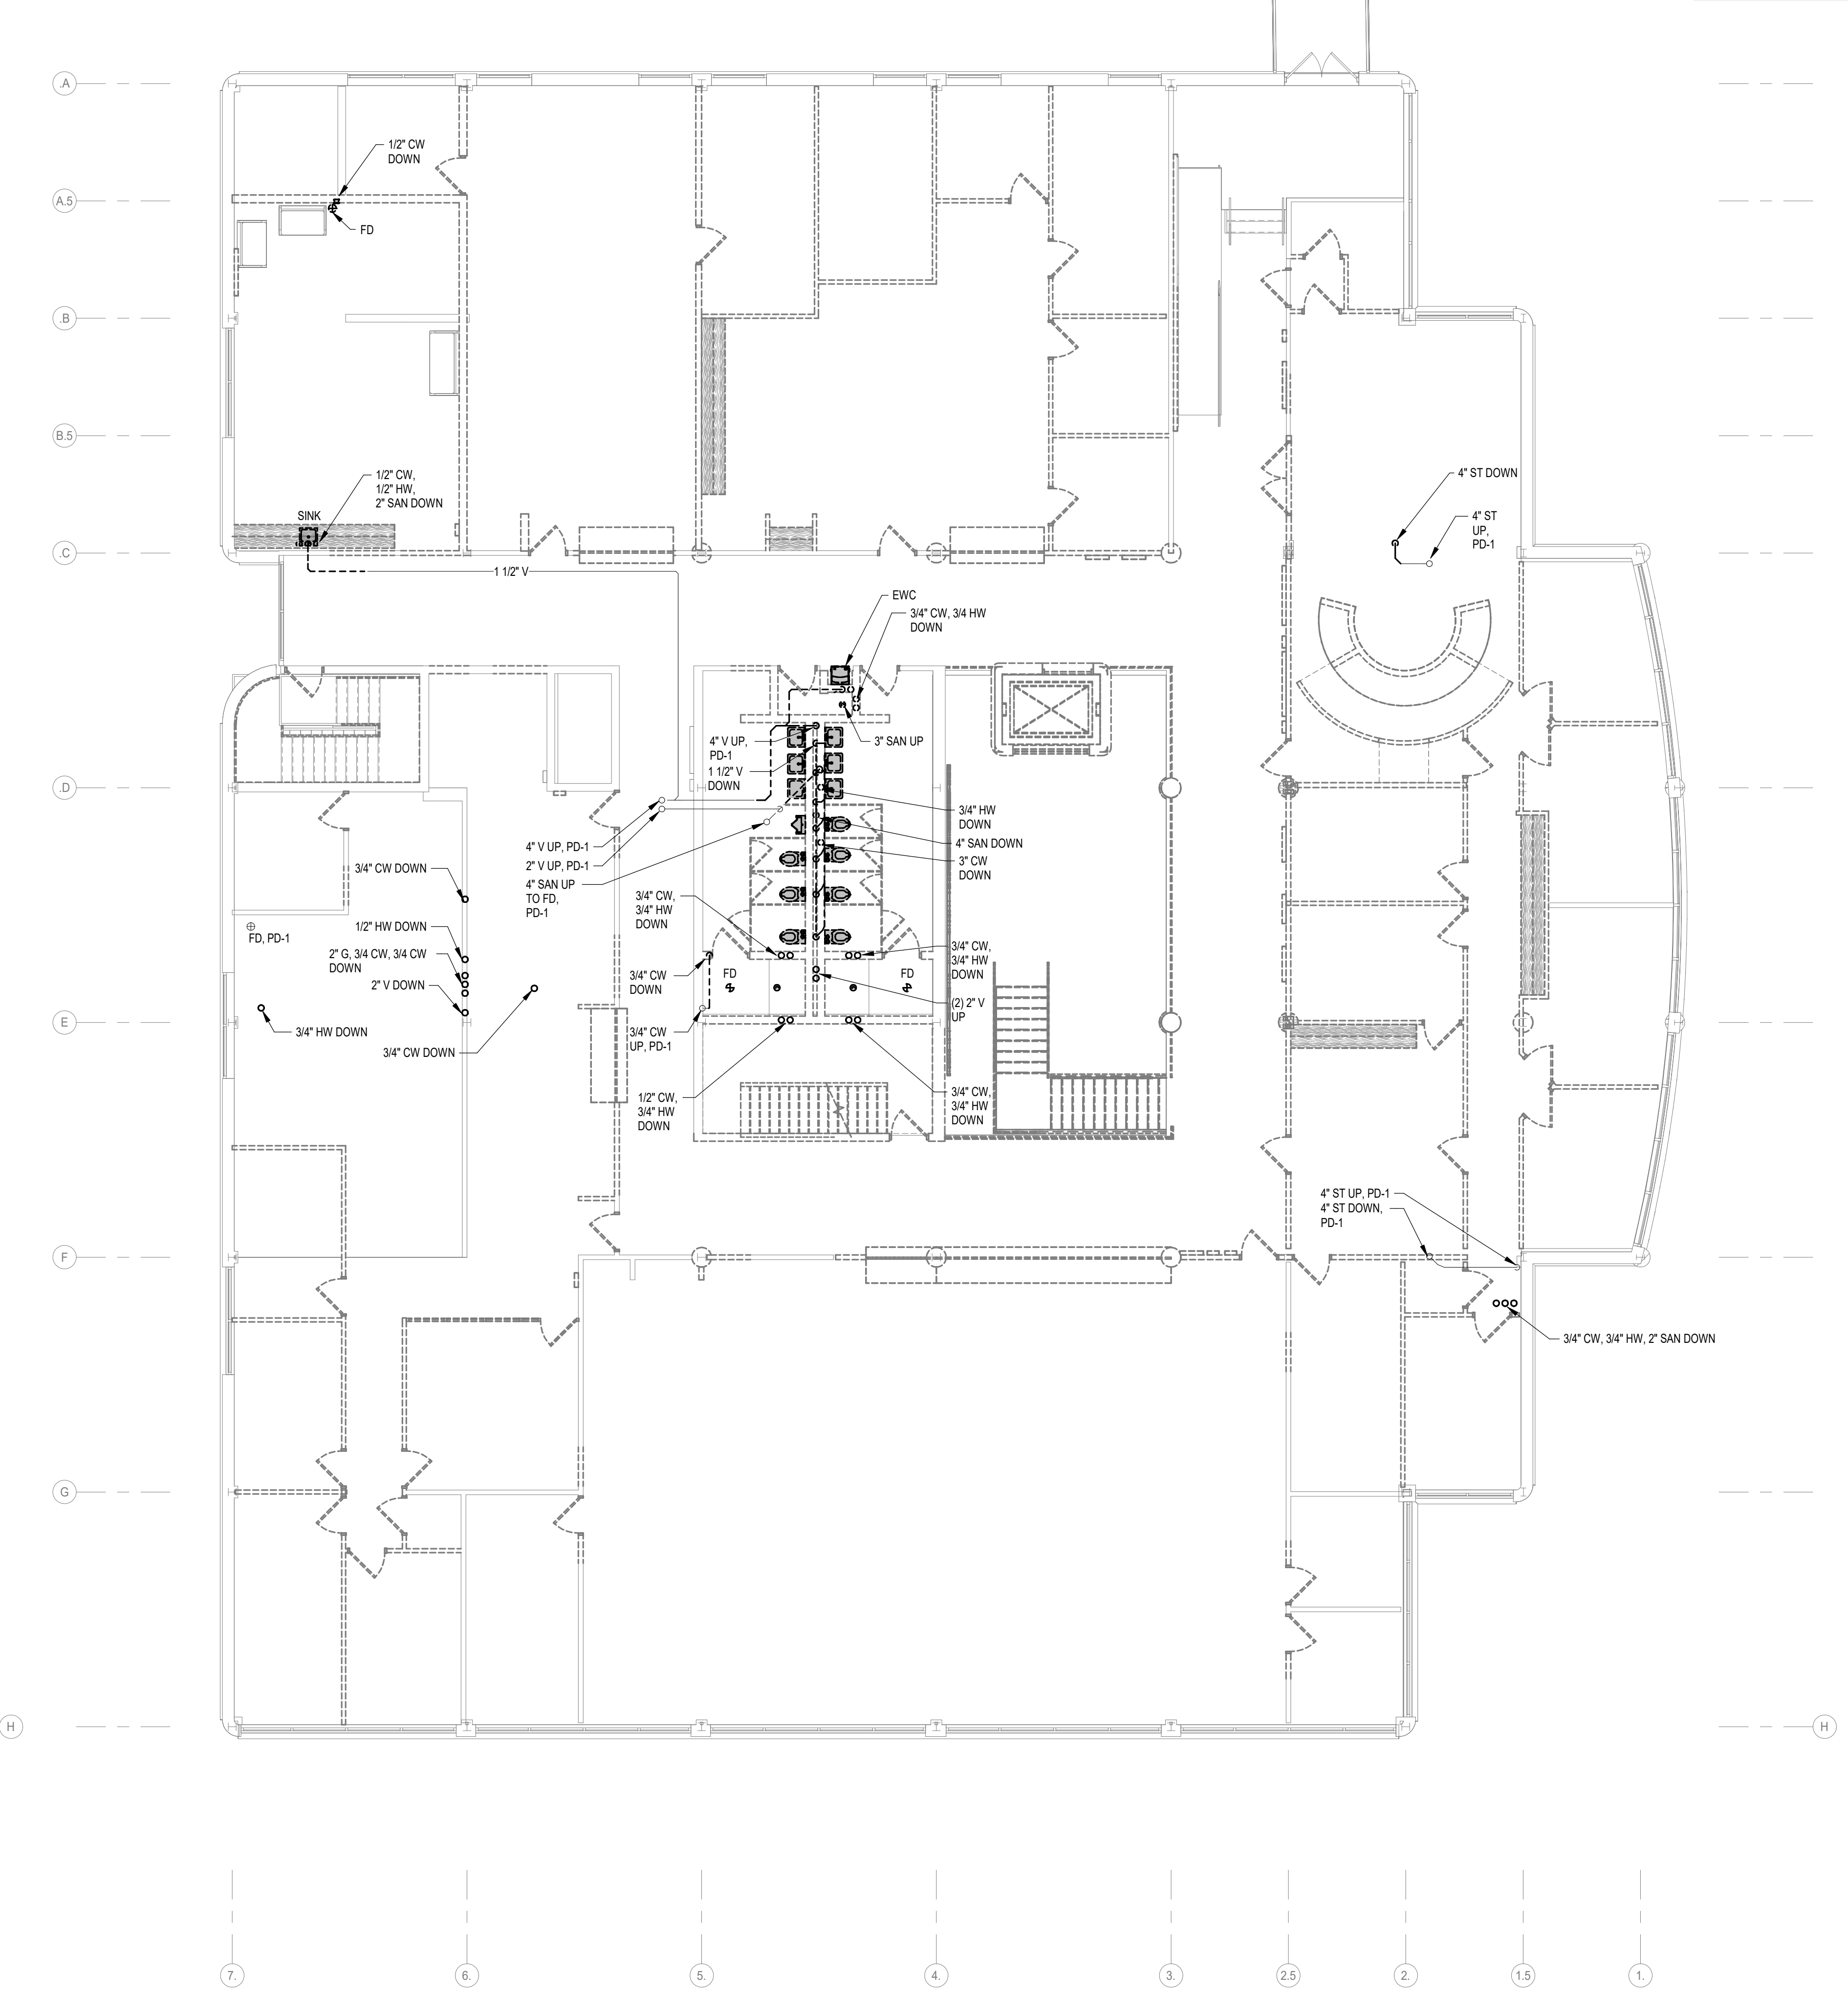 .A
1/2" CW
DOWN
A.5
FD
.B
B.5
4" ST DOWN
1/2" CW,
1/2" HW,
2" SAN DOWN
SINK
4" ST
UP,
PD-1
.C
1 1/2" V
EWC
3/4" CW, 3/4 HW
DOWN
4" V UP,
PD-1
3" SAN UP
1 1/2" V
DOWN
.D
3/4" HW
DOWN
4" V UP, PD-1
4" SAN DOWN
2" V UP, PD-1
3" CW
DOWN
3/4" CW DOWN
4" SAN UP
TO FD,
PD-1
3/4" CW,
3/4" HW
DOWN
1/2" HW DOWN
FD, PD-1
2" G, 3/4 CW, 3/4 CW
DOWN
3/4" CW,
3/4" HW
DOWN
3/4" CW
DOWN
FD
FD
2" V DOWN
(2) 2" V
UP
E
3/4" HW DOWN
3/4" CW DOWN
3/4" CW
UP, PD-1
1/2" CW,
3/4" HW
DOWN
3/4" CW,
3/4" HW
DOWN
4" ST UP, PD-1
4" ST DOWN,
PD-1
F
3/4" CW, 3/4" HW, 2" SAN DOWN
G
H
H
7.
6.
5.
4.
3.
2.5
2.
1.5
1.